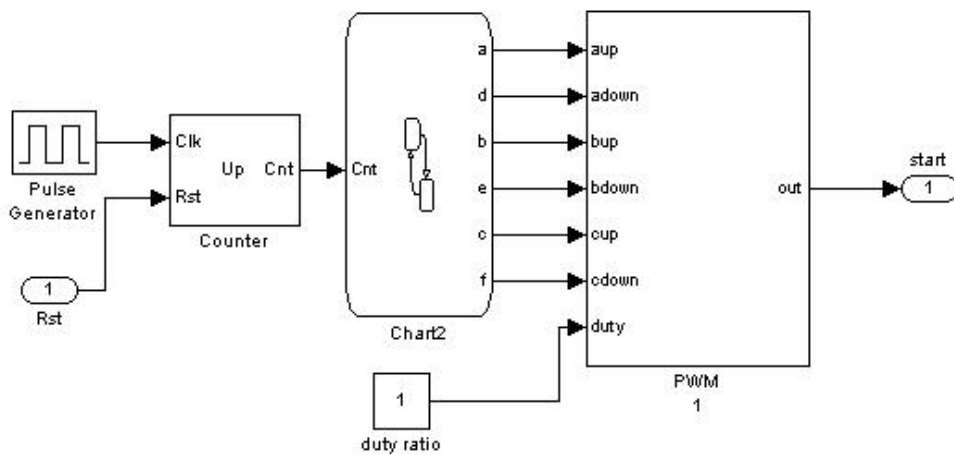 Pulse
Generator
1
Rst
Clk
Rst
Up
Cnt
Counter
Cnt
a
d
b
e
c
f
Chart2
1
duty ratio
aup
adown
bup
bdown
cup
cdown
duty
out
PWM
1
start
1